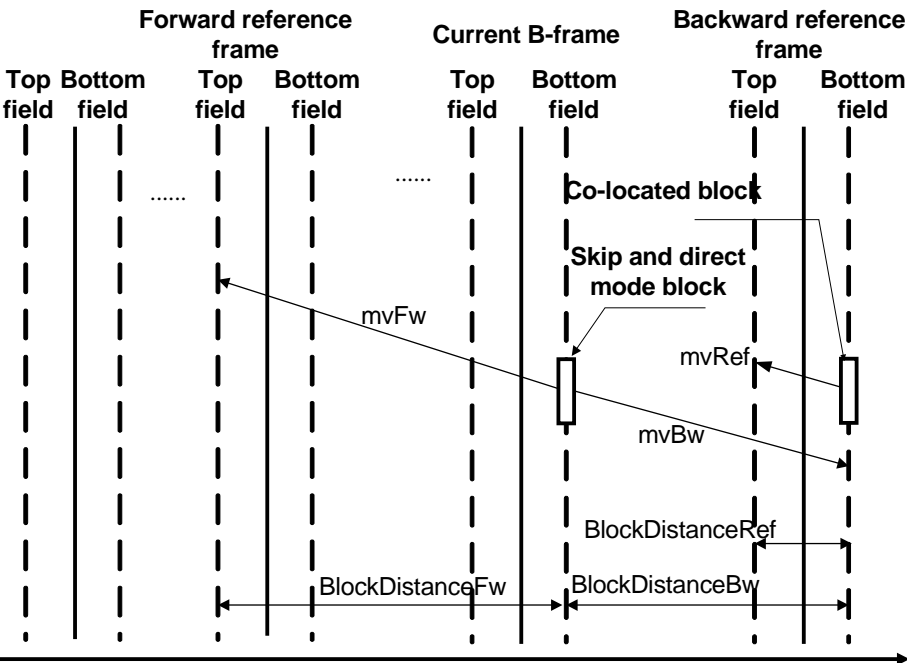 Forward reference
frame
Current B-frame
Backward reference
frame
Top
field
Bottom
field
Top
field
Bottom
field
Top
field
Bottom
field
Top
field
Bottom
field
......
......
Co-located block
Skip and direct
mode block
mvFw
mvRef
mvBw
BlockDistanceRef
BlockDistanceFw
BlockDistanceBw